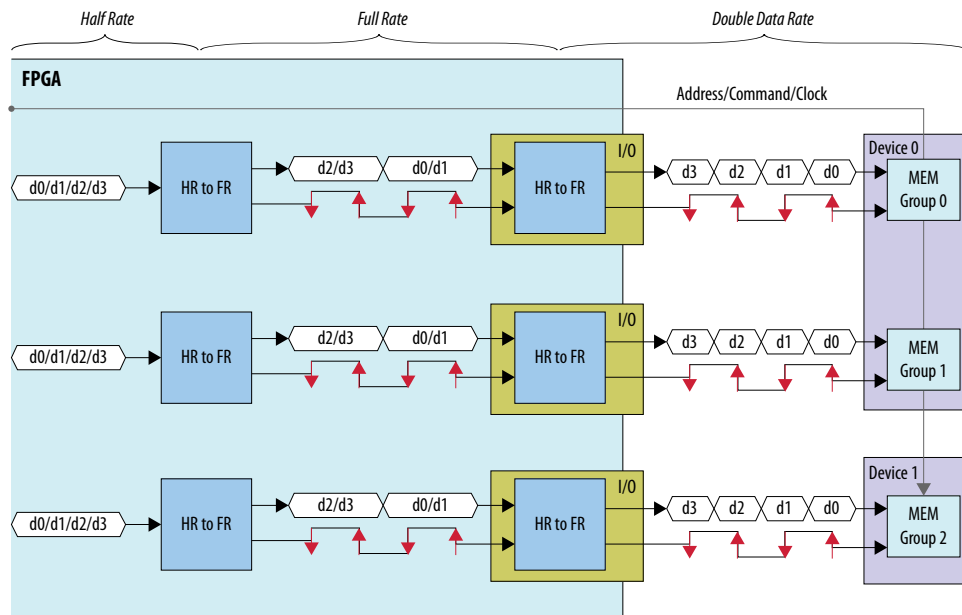 Half Rate
Full Rate
Double Data Rate
FPGA
Address/Command/Clock
I/O
Device 0
d0/d1/d2/d3
HR to FR
d2/d3
d0/d1
HR to FR
d3
d2
d1
d0
MEM
Group 0
I/O
d0/d1/d2/d3
HR to FR
d2/d3
d0/d1
HR to FR
d3
d2
d1
d0
MEM
Group 1
I/O
Device 1
d0/d1/d2/d3
HR to FR
d2/d3
d0/d1
HR to FR
d3
d2
d1
d0
MEM
Group 2